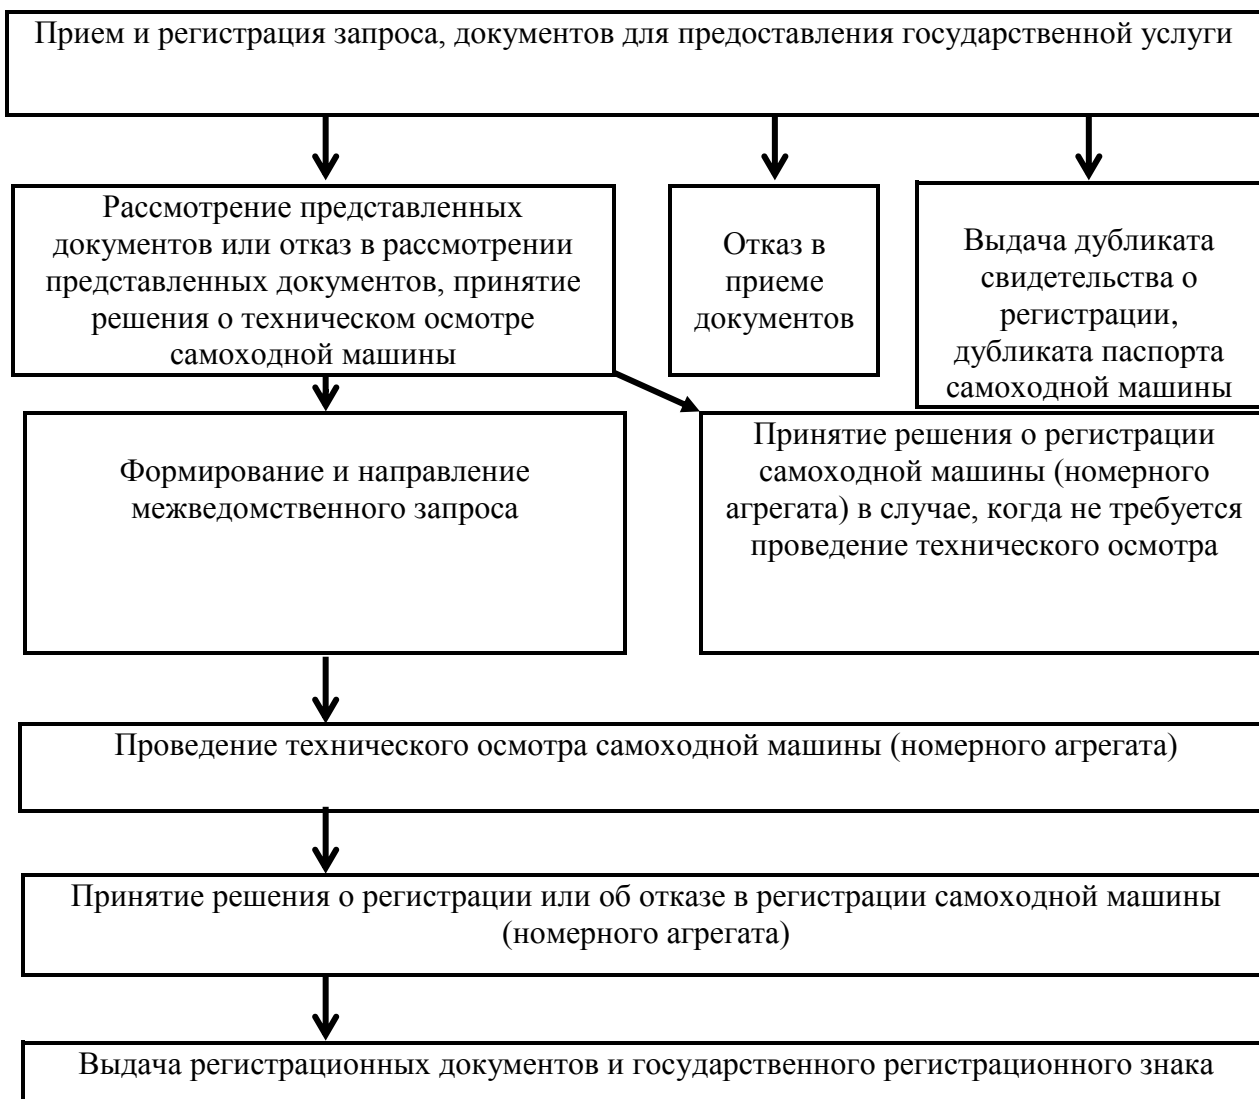 Прием и регистрация запроса, документов для предоставления государственной услуги
Рассмотрение представленных
документов или отказ в рассмотрении
представленных документов, принятие
решения о техническом осмотре
самоходной машины
Отказ в
приеме
документов
Выдача дубликата
свидетельства о
регистрации,
дубликата паспорта
самоходной машины
Формирование и направление
межведомственного запроса
Принятие решения о регистрации
самоходной машины (номерного
агрегата) в случае, когда не требуется
проведение технического осмотра
Проведение технического осмотра самоходной машины (номерного агрегата)
Принятие решения о регистрации или об отказе в регистрации самоходной машины
(номерного агрегата)
Выдача регистрационных документов и государственного регистрационного знака